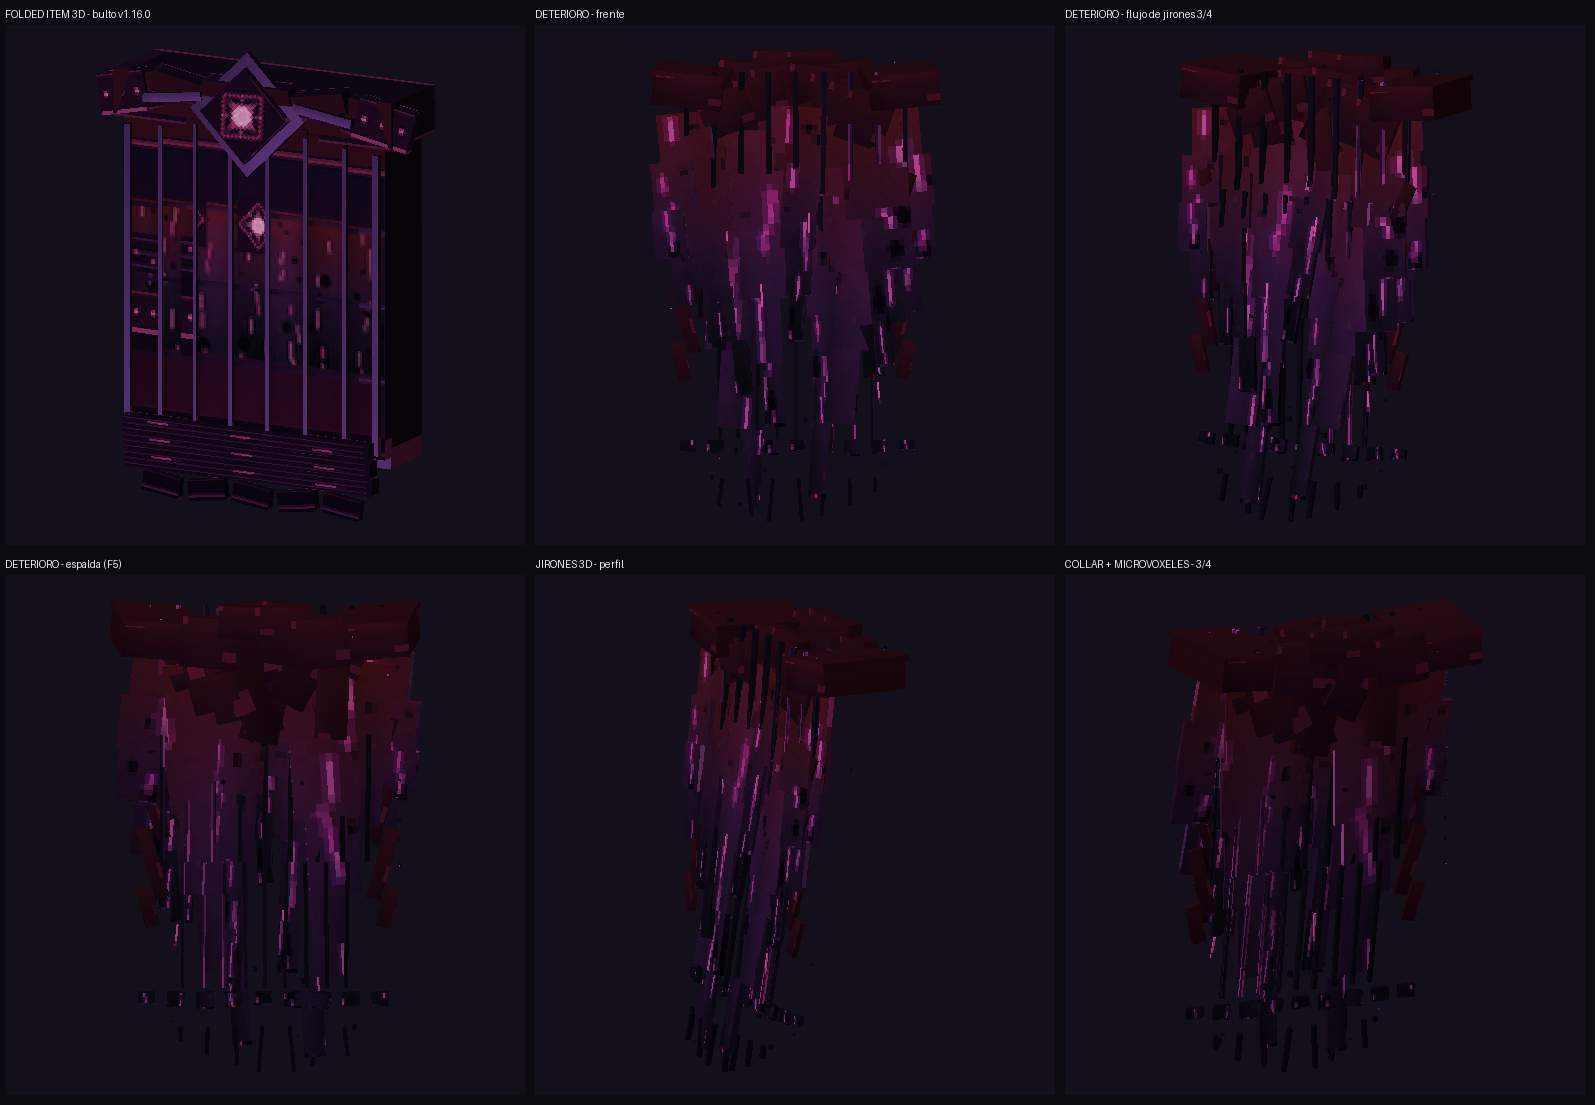 FOLDED ITEM 3D - bulto v1.16.0
DETERIORO - frente
DETERIORO - flujo de jirones 3/4
DETERIORO - espalda (F5)
JIRONES 3D - perfil
COLLAR + MICROVOXELES - 3/4